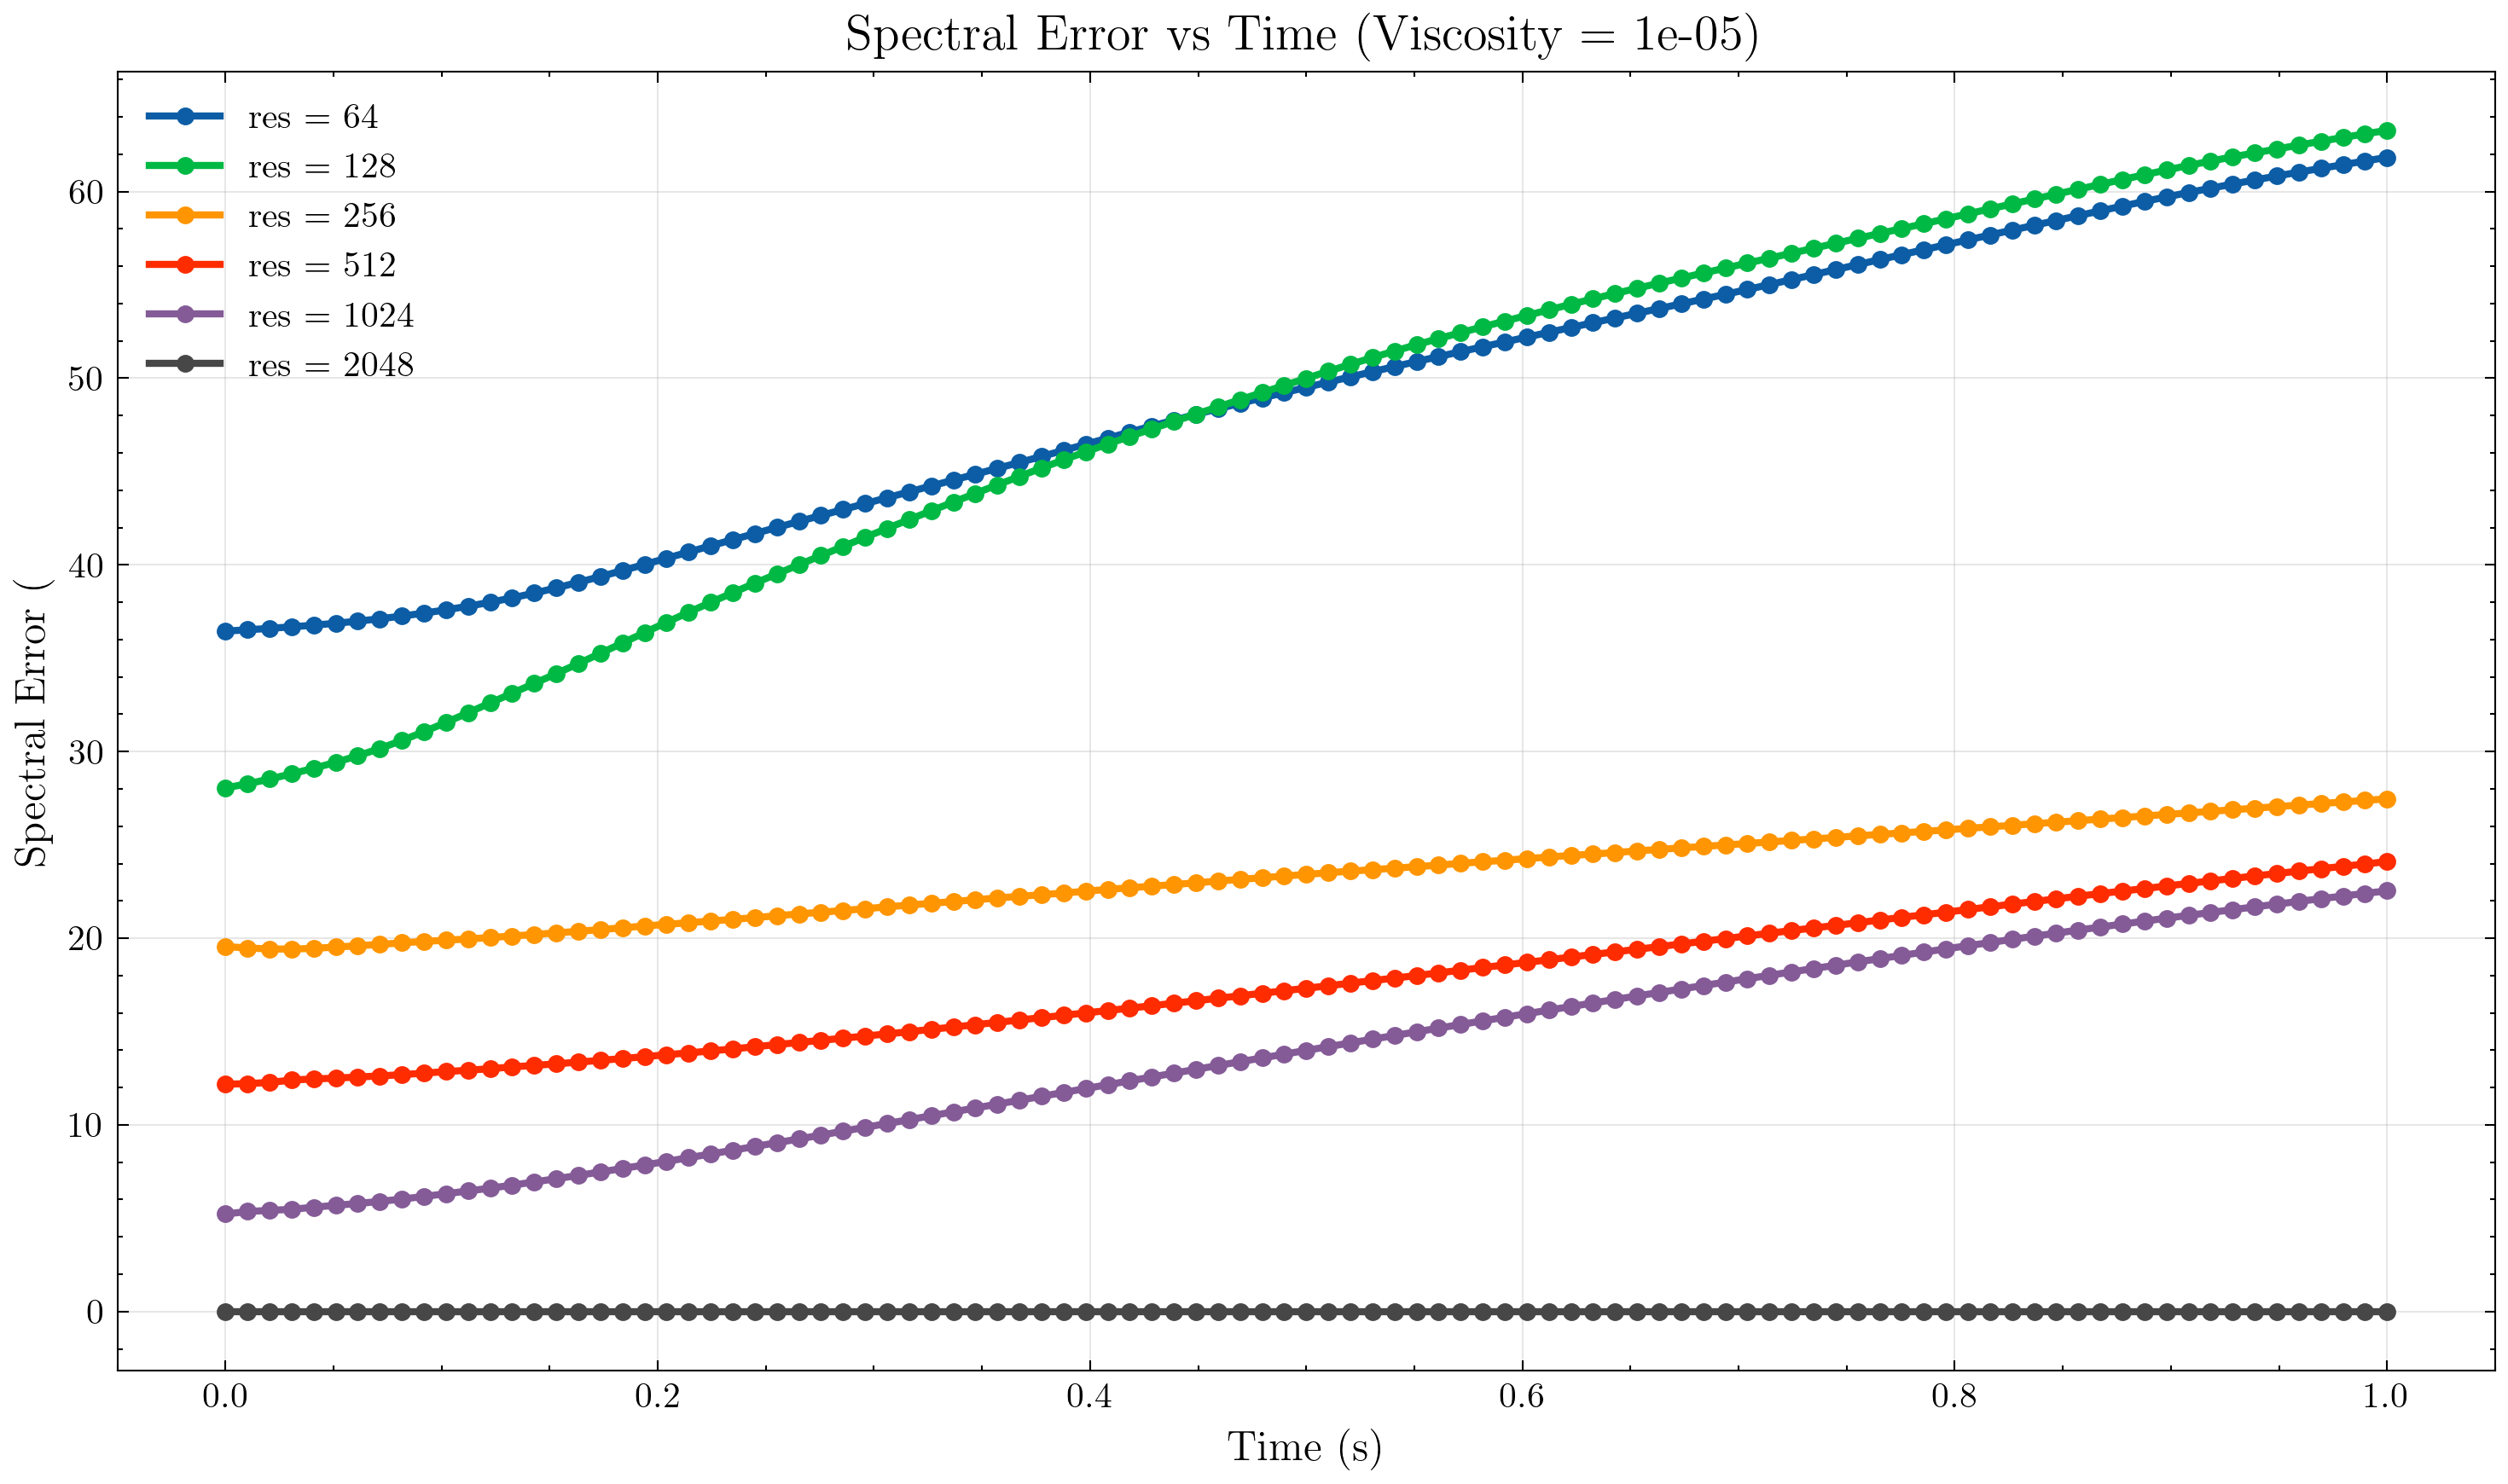 Spectral Error vs Time (Viscosity = 1e-05)
res = 64
res = 128
res = 256
res = 512
res = 1024
res = 2048
Spectral Error (
60
50
40
30
20
10
0
0.0 0.2 0.4 0.6 0.8 1.0
Time (s)